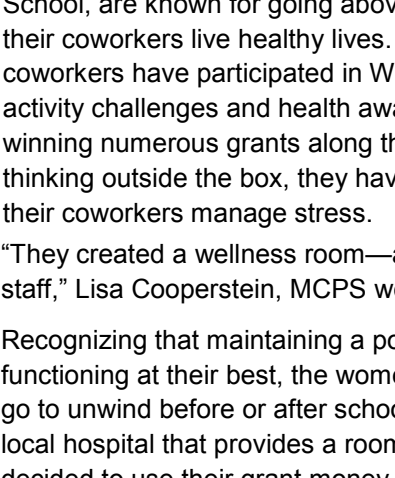 School, are known for going above
their coworkers live healthy lives.
coworkers have participated in W
activity challenges and health awa
winning numerous grants along th
thinking outside the box, they hav
their coworkers manage stress.
“They created a wellness room—a
staff,” Lisa Cooperstein, MCPS we
Recognizing that maintaining a po
functioning at their best, the wome
go to unwind before or after schoo
local hospital that provides a room
decided to use their grant money